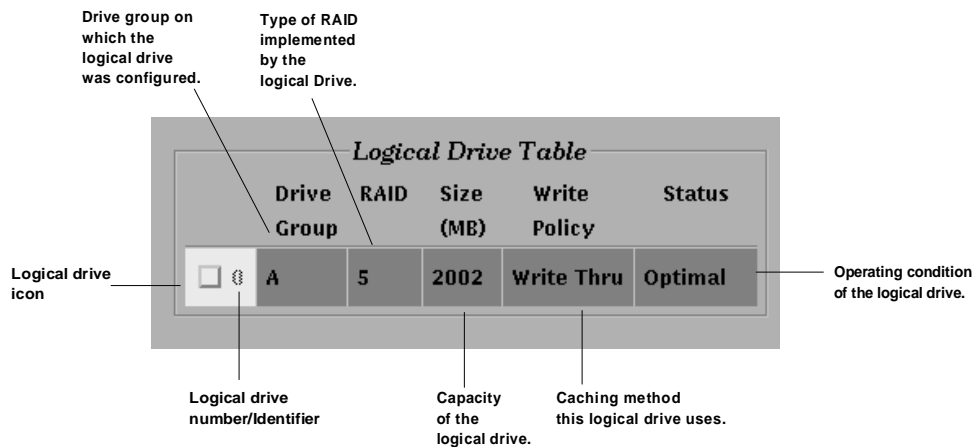 Drive group on
which the
logical drive
was configured.
Type of RAID
implemented
by the
logical Drive.
Logical Drive Table
Drive Group
RAID
Size (MB)
Write Policy
Status
Logical drive
icon
0
A
5
2002
Write Thru
Optimal
Operating condition
of the logical drive.
Logical drive
number/Identifier
Capacity
of the
logical drive.
Caching method
this logical drive uses.